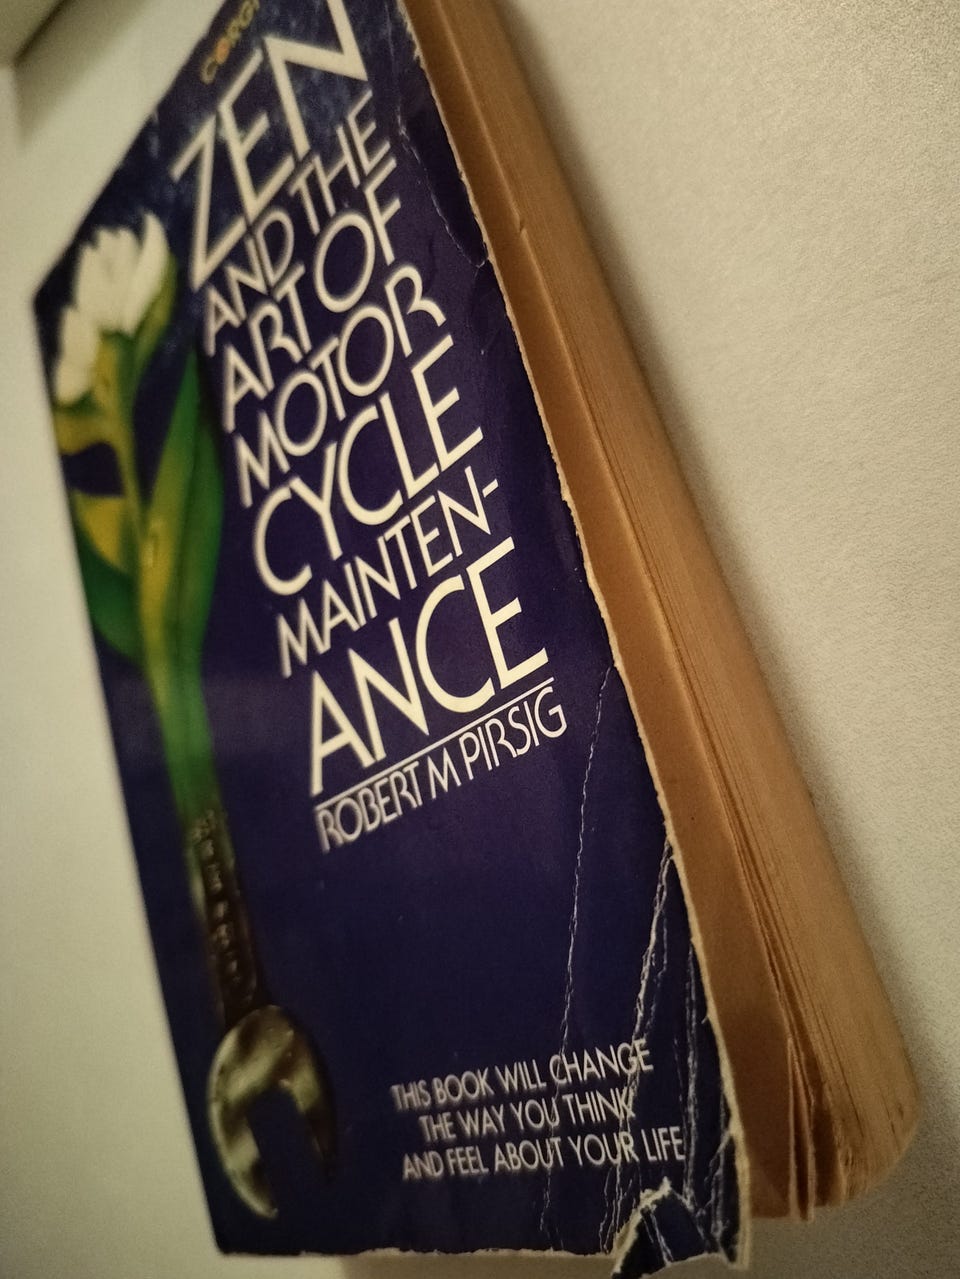 CORGI
ZEN
AND THE
ART OF
MOTOR
CYCLE
MAINTEN-
ANCE
ROBERT M PIRSIG
THIS BOOK WILL CHANGE
THE WAY YOU THINK
AND FEEL ABOUT YOUR LIFE